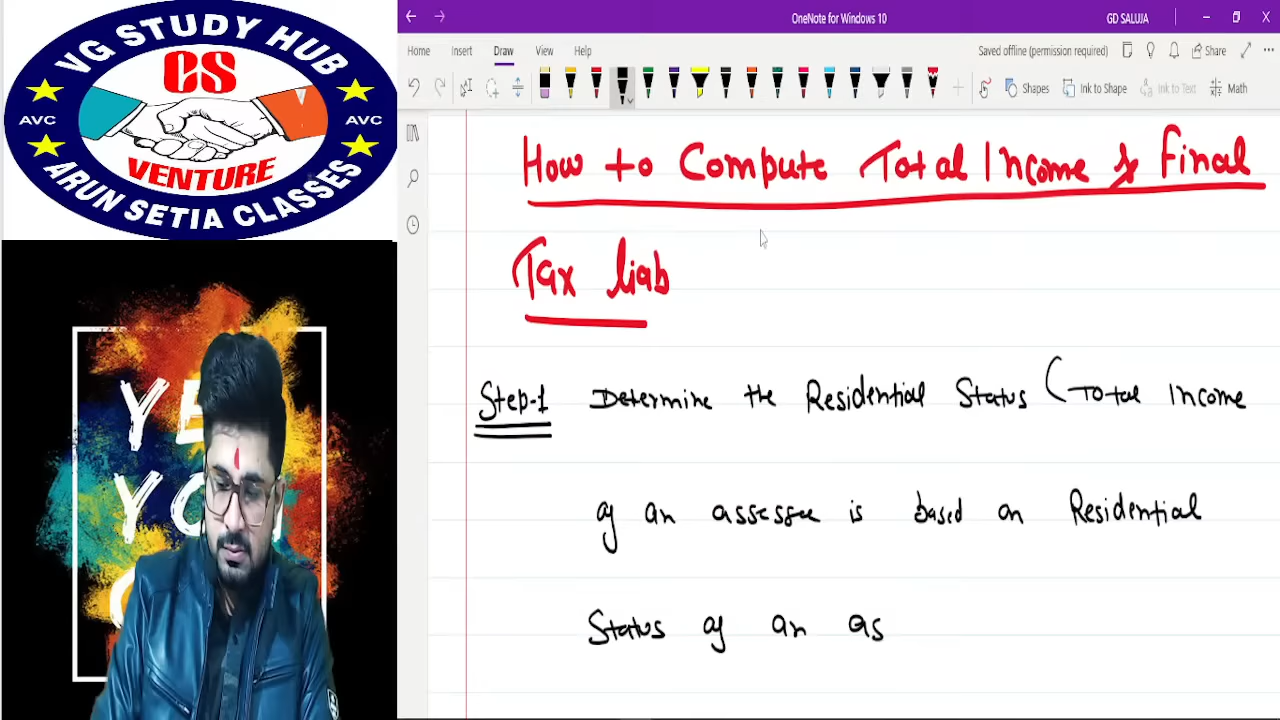 VG STUDY HUB
CS
AVC
AVC
VENTURE
ARUN SETIA CLASSES
OneNote for Windows 10
GD SALUJA
Home Insert Draw View Help
Saved offline (permission required)
Share
Shapes
Ink to Shape
Ink to Text
Math
How to Compute Total Income & Final
Tax liab
Step-1 Determine the Residential Status (Total Income
of an assessee is based on Residential
Status of an as